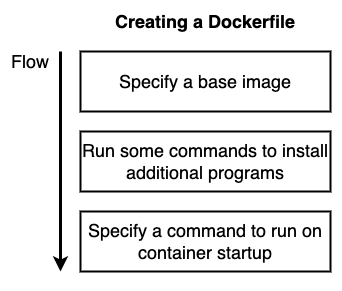 Creating a Dockerfile
Flow
Specify a base image
Run some commands to install
additional programs
Specify a command to run on
container startup